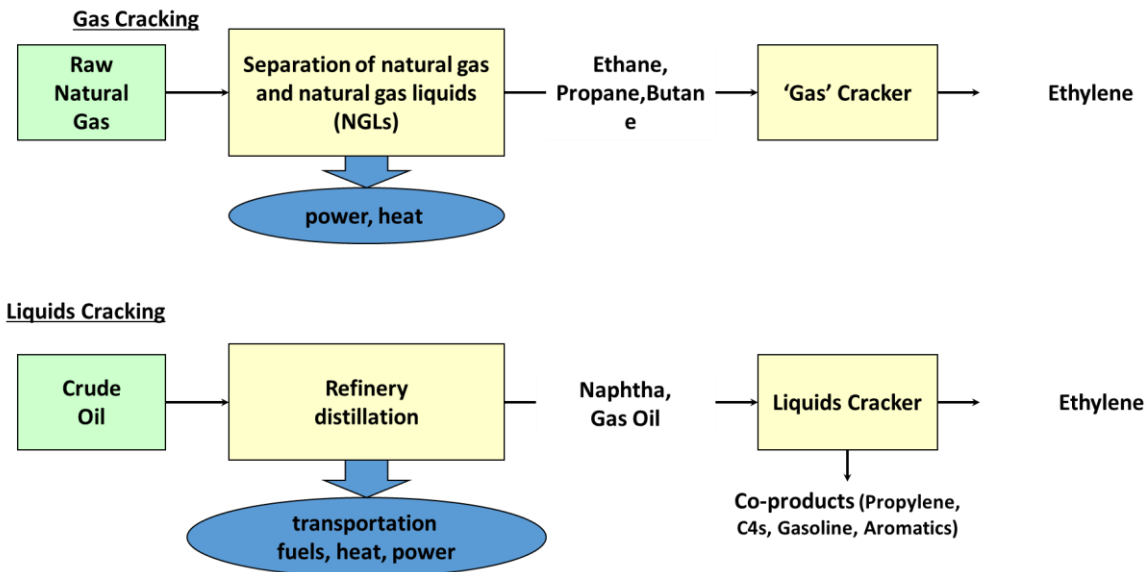 Gas Cracking
Raw
Natural
Gas
Separation of natural gas
and natural gas liquids
(NGLs)
Ethane,
Propane,Butan
e
‘Gas’ Cracker
Ethylene
power, heat
Liquids Cracking
Crude
Oil
Refinery
distillation
Naphtha,
Gas Oil
Liquids Cracker
Ethylene
transportation
fuels, heat, power
Co-products (Propylene,
C4s, Gasoline, Aromatics)